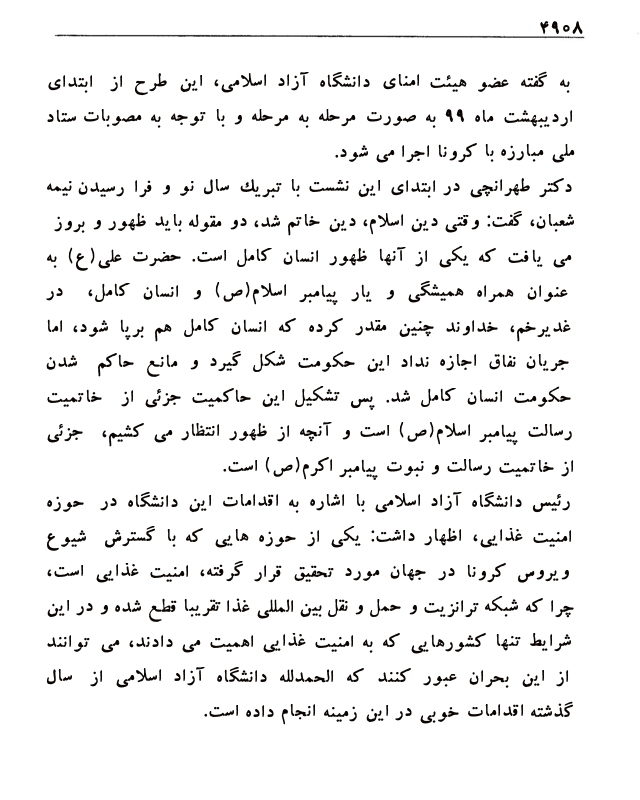 ۴۹۰۸
به گفته عضو هیئت امنای دانشگاه آزاد اسلامی، این طرح از ابتدای
اردیبهشت ماه ۹۹ به صورت مرحله به مرحله و با توجه به مصوبات ستاد
ملی مبارزه با کرونا اجرا می شود.
دکتر طهرانچی در ابتدای این نشست با تبریك سال نو و فرا رسیدن نیمه
شعبان، گفت: وقتی دین اسلام، دین خاتم شد، دو مقوله باید ظهور و بروز
می یافت که یکی از آنها ظهور انسان کامل است. حضرت علی(ع) به
عنوان همراه همیشگی و یار پیامبر اسلام(ص) و انسان کامل، در
غدیرخم، خداوند چنین مقدر کرده که انسان کامل هم برپا شود، اما
جریان نفاق اجازه نداد این حکومت شکل گیرد و مانع حاکم شدن
حکومت انسان کامل شد. پس تشکیل این حاکمیت جزئی از خاتمیت
رسالت پیامبر اسلام(ص) است و آنچه از ظهور انتظار می کشیم، جزئی
از خاتمیت رسالت و نبوت پیامبر اکرم(ص) است.
رئیس دانشگاه آزاد اسلامی با اشاره به اقدامات این دانشگاه در حوزه
امنیت غذایی، اظهار داشت: یکی از حوزه هایی که با گسترش شیوع
ویروس کرونا در جهان مورد تحقیق قرار گرفته، امنیت غذایی است،
چرا که شبکه ترانزیت و حمل و نقل بین المللی غذا تقریبا قطع شده و در این
شرایط تنها کشورهایی که به امنیت غذایی اهمیت می دادند، می توانند
از این بحران عبور کنند که الحمدلله دانشگاه آزاد اسلامی از سال
گذشته اقدامات خوبی در این زمینه انجام داده است.